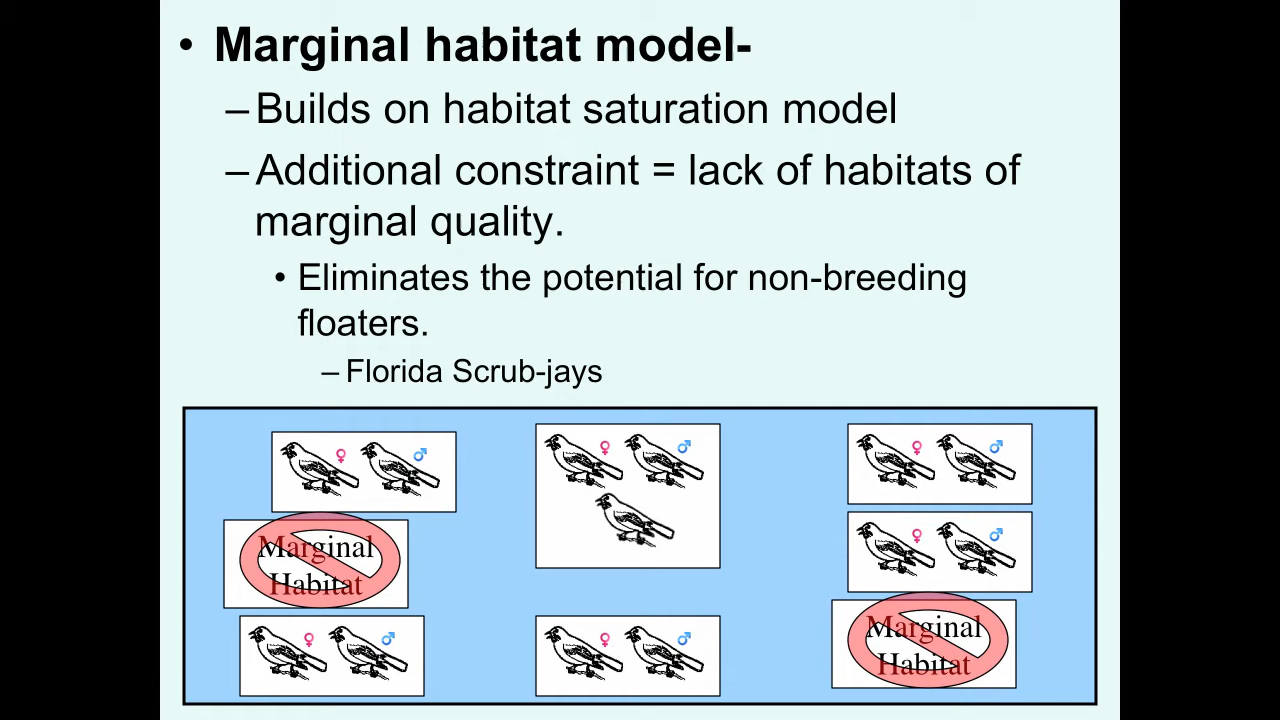 • Marginal habitat model-
–Builds on habitat saturation model
–Additional constraint = lack of habitats of
marginal quality.
• Eliminates the potential for non-breeding
floaters.
– Florida Scrub-jays
♀ ♂
♀ ♂
♀ ♂
♀ ♂
Marginal
Habitat
♀ ♂
♀ ♂
Marginal
Habitat